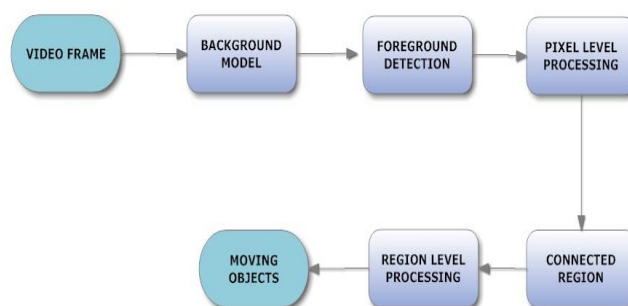 VIDEO FRAME
BACKGROUND
MODEL
FOREGROUND
DETECTION
PIXEL LEVEL
PROCESSING
CONNECTED
REGION
REGION LEVEL
PROCESSING
MOVING
OBJECTS